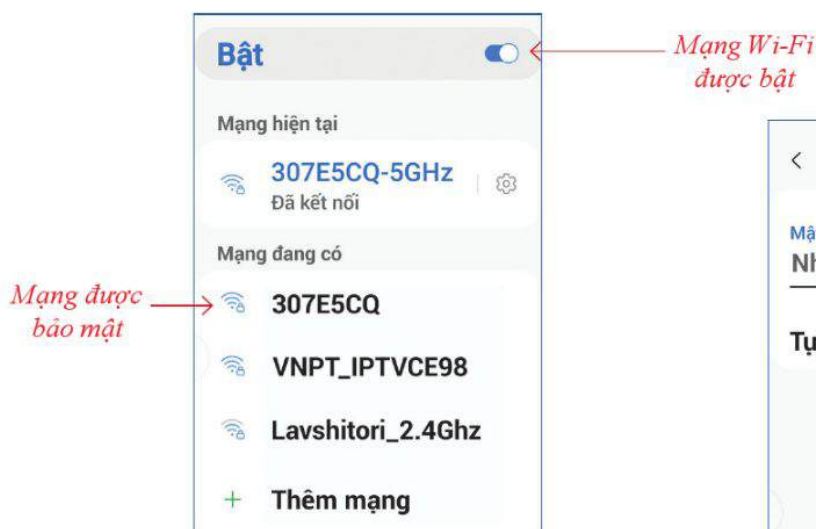 Bật
Mạng Wi-Fi
được bật
Mạng hiện tại
307E5CQ-5GHz
Đã kết nối
Mạng đang có
Mạng được
bảo mật
307E5CQ
VNPT_IPTVCE98
Lavshitori_2.4Ghz
+ Thêm mạng